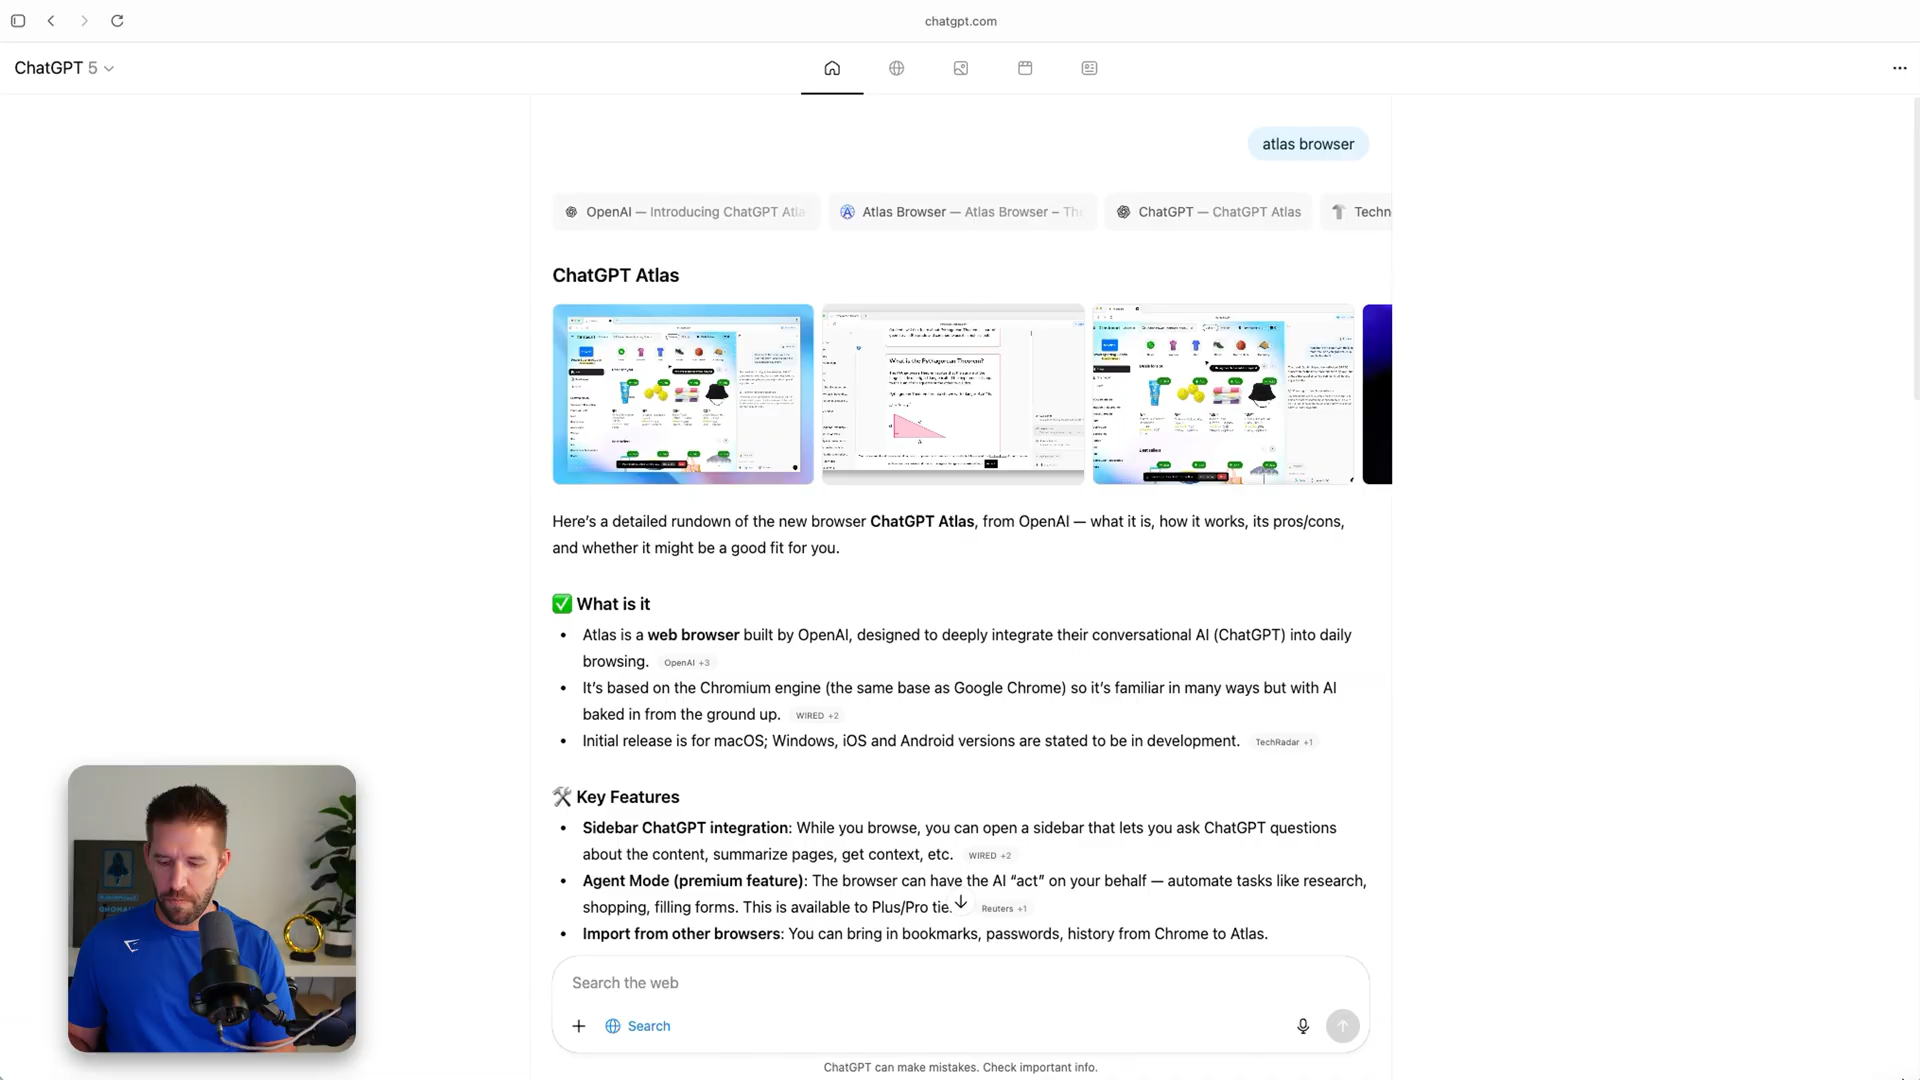 chatgpt.com
ChatGPT 5
atlas browser
OpenAI — Introducing ChatGPT Atla
Atlas Browser — Atlas Browser – The
ChatGPT — ChatGPT Atlas
Techn
ChatGPT Atlas
What is the Pythagorean Theorem?
Here’s a detailed rundown of the new browser ChatGPT Atlas, from OpenAI — what it is, how it works, its pros/cons,
and whether it might be a good fit for you.
✅ What is it
• Atlas is a web browser built by OpenAI, designed to deeply integrate their conversational AI (ChatGPT) into daily
browsing. OpenAI +3
• It’s based on the Chromium engine (the same base as Google Chrome) so it’s familiar in many ways but with AI
baked in from the ground up. WIRED +2
• Initial release is for macOS; Windows, iOS and Android versions are stated to be in development. TechRadar +1
🛠 Key Features
• Sidebar ChatGPT integration: While you browse, you can open a sidebar that lets you ask ChatGPT questions
about the content, summarize pages, get context, etc. WIRED +2
• Agent Mode (premium feature): The browser can have the AI “act” on your behalf — automate tasks like research,
shopping, filling forms. This is available to Plus/Pro tie Reuters +1
• Import from other browsers: You can bring in bookmarks, passwords, history from Chrome to Atlas.
Search the web
Search
ChatGPT can make mistakes. Check important info.